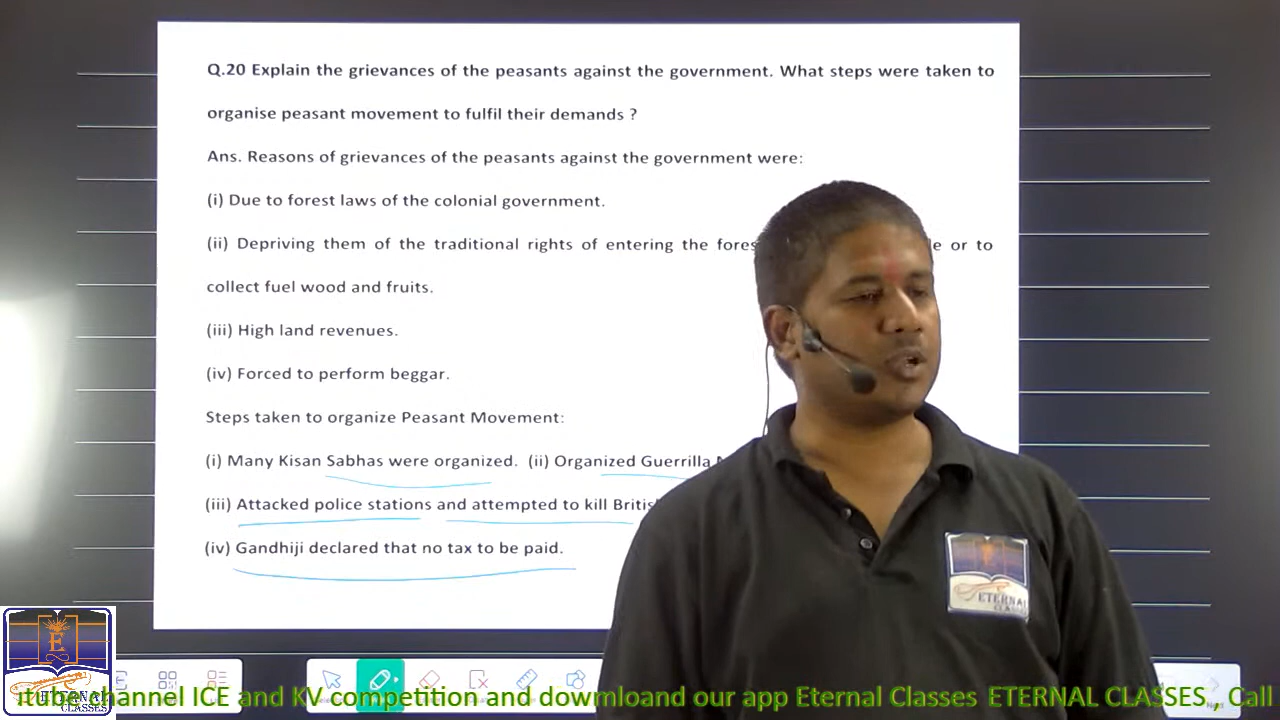 Q.20 Explain the grievances of the peasants against the government. What steps were taken to
organise peasant movement to fulfil their demands ?
Ans. Reasons of grievances of the peasants against the government were:
(i) Due to forest laws of the colonial government.
(ii) Depriving them of the traditional rights of entering the or to
collect fuel wood and fruits.
(iii) High land revenues.
(iv) Forced to perform beggar.
Steps taken to organize Peasant Movement:
(i) Many Kisan Sabhas were organized. (ii) Organized Guerrilla
(iii) Attacked police stations and attempted to kill
(iv) Gandhiji declared that no tax to be paid.
ETERNAL
CLASSES
E
ETERNAL
CLASSES
Next
channel ICE and KV competition and dowmloand our app Eternal Classes ETERNAL CLASSES , Call